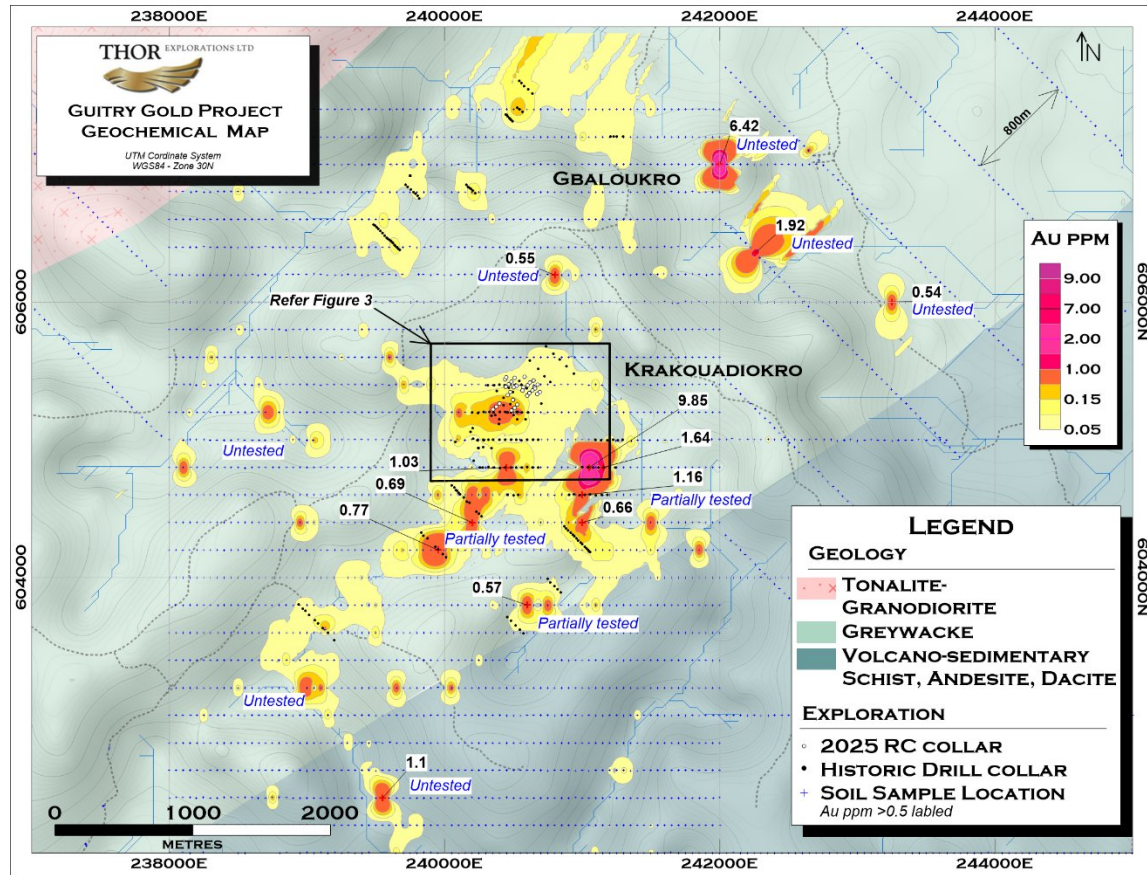 238000E
240000E
242000E
244000E
THOR EXPLORATIONS LTD
GUITRY GOLD PROJECT
GEOCHEMICAL MAP
UTM Cordinate System
WGS84 - Zone 30N
N
800m
6.42
Untested
GBALOUKRO
1.92
Untested
0.55
Untested
0.54
Untested
AU PPM
9.00
7.00
2.00
1.00
0.15
0.05
606000
606000N
Refer Figure 3
KRAKOUADIOKRO
9.85
1.64
1.03
1.16
Untested
0.69
0.66
Partially tested
0.77
Partially tested
604000
604000N
0.57
Partially tested
Untested
1.1
Untested
LEGEND
GEOLOGY
TONALITE-
GRANODIORITE
GREYWACKE
VOLCANO-SEDIMENTARY
SCHIST, ANDESITE, DACITE
EXPLORATION
2025 RC COLLAR
HISTORIC DRILL COLLAR
SOIL SAMPLE LOCATION
Au ppm >0.5 labled
0 1000 2000
METRES
238000E
240000E
242000E
244000E